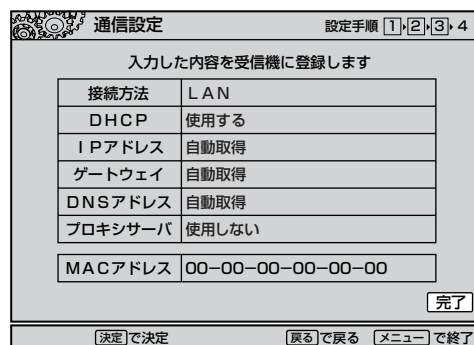 通信設定 設定手順 1 2 3 4
入力した内容を受信機に登録します
接続方法 LAN
DHCP 使用する
IPアドレス 自動取得
ゲートウェイ 自動取得
DNSアドレス 自動取得
プロキシサーバ 使用しない
MACアドレス 00-00-00-00-00-00
完了
決定で決定 戻るで戻る メニューで終了